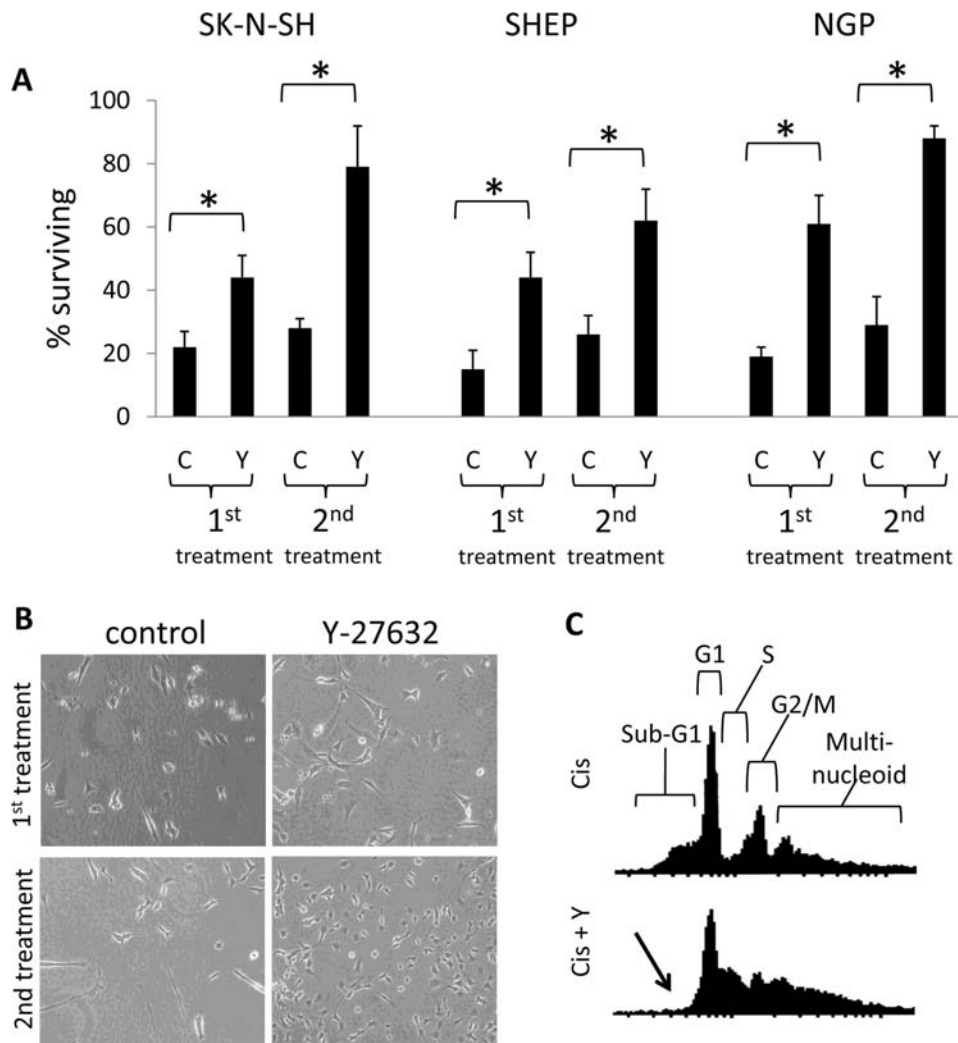 SK-N-SH SHEP NGP
A
% surviving
100
80
60
40
20
0
* * * * * *
C Y C Y C Y C Y C Y C Y
1st 2nd 1st 2nd 1st 2nd
treatment treatment treatment treatment treatment treatment
B
control Y-27632
1st treatment
2nd treatment
C
G1
S
G2/M
Sub-G1
Multi-
nucleoid
Cis
Cis + Y